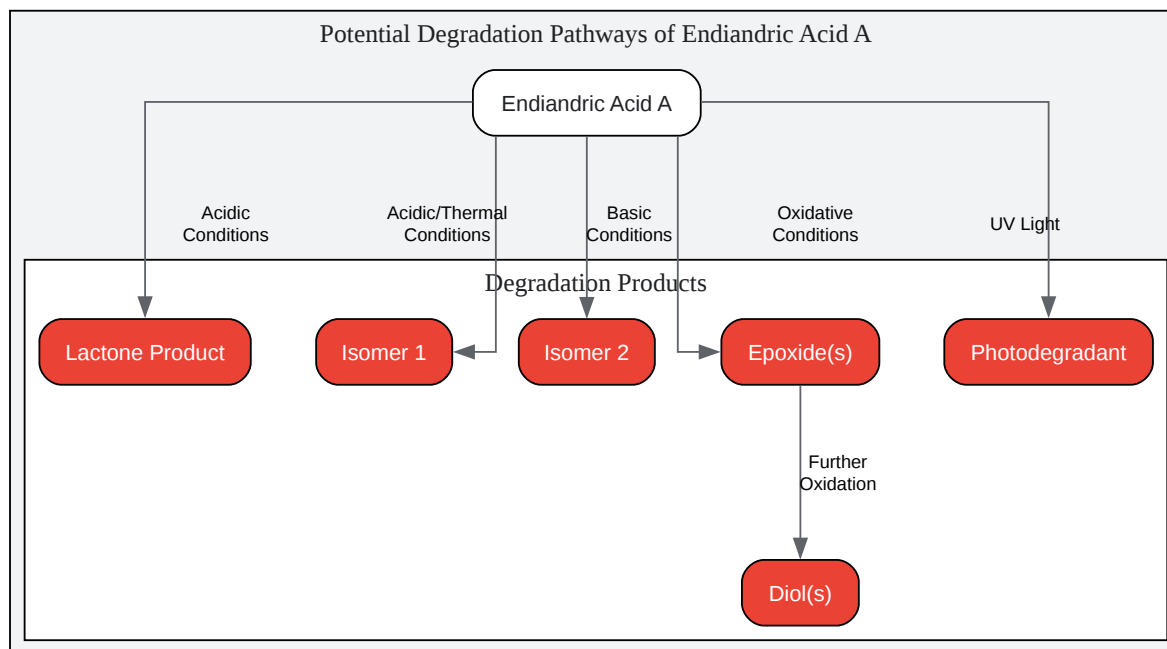 Potential Degradation Pathways of Endiandric Acid A
Endiandric Acid A
Acidic
Conditions
Acidic/Thermal
Conditions
Basic
Conditions
Oxidative
Conditions
UV Light
Degradation Products
Lactone Product
Isomer 1
Isomer 2
Epoxide(s)
Photodegradant
Further
Oxidation
Diol(s)